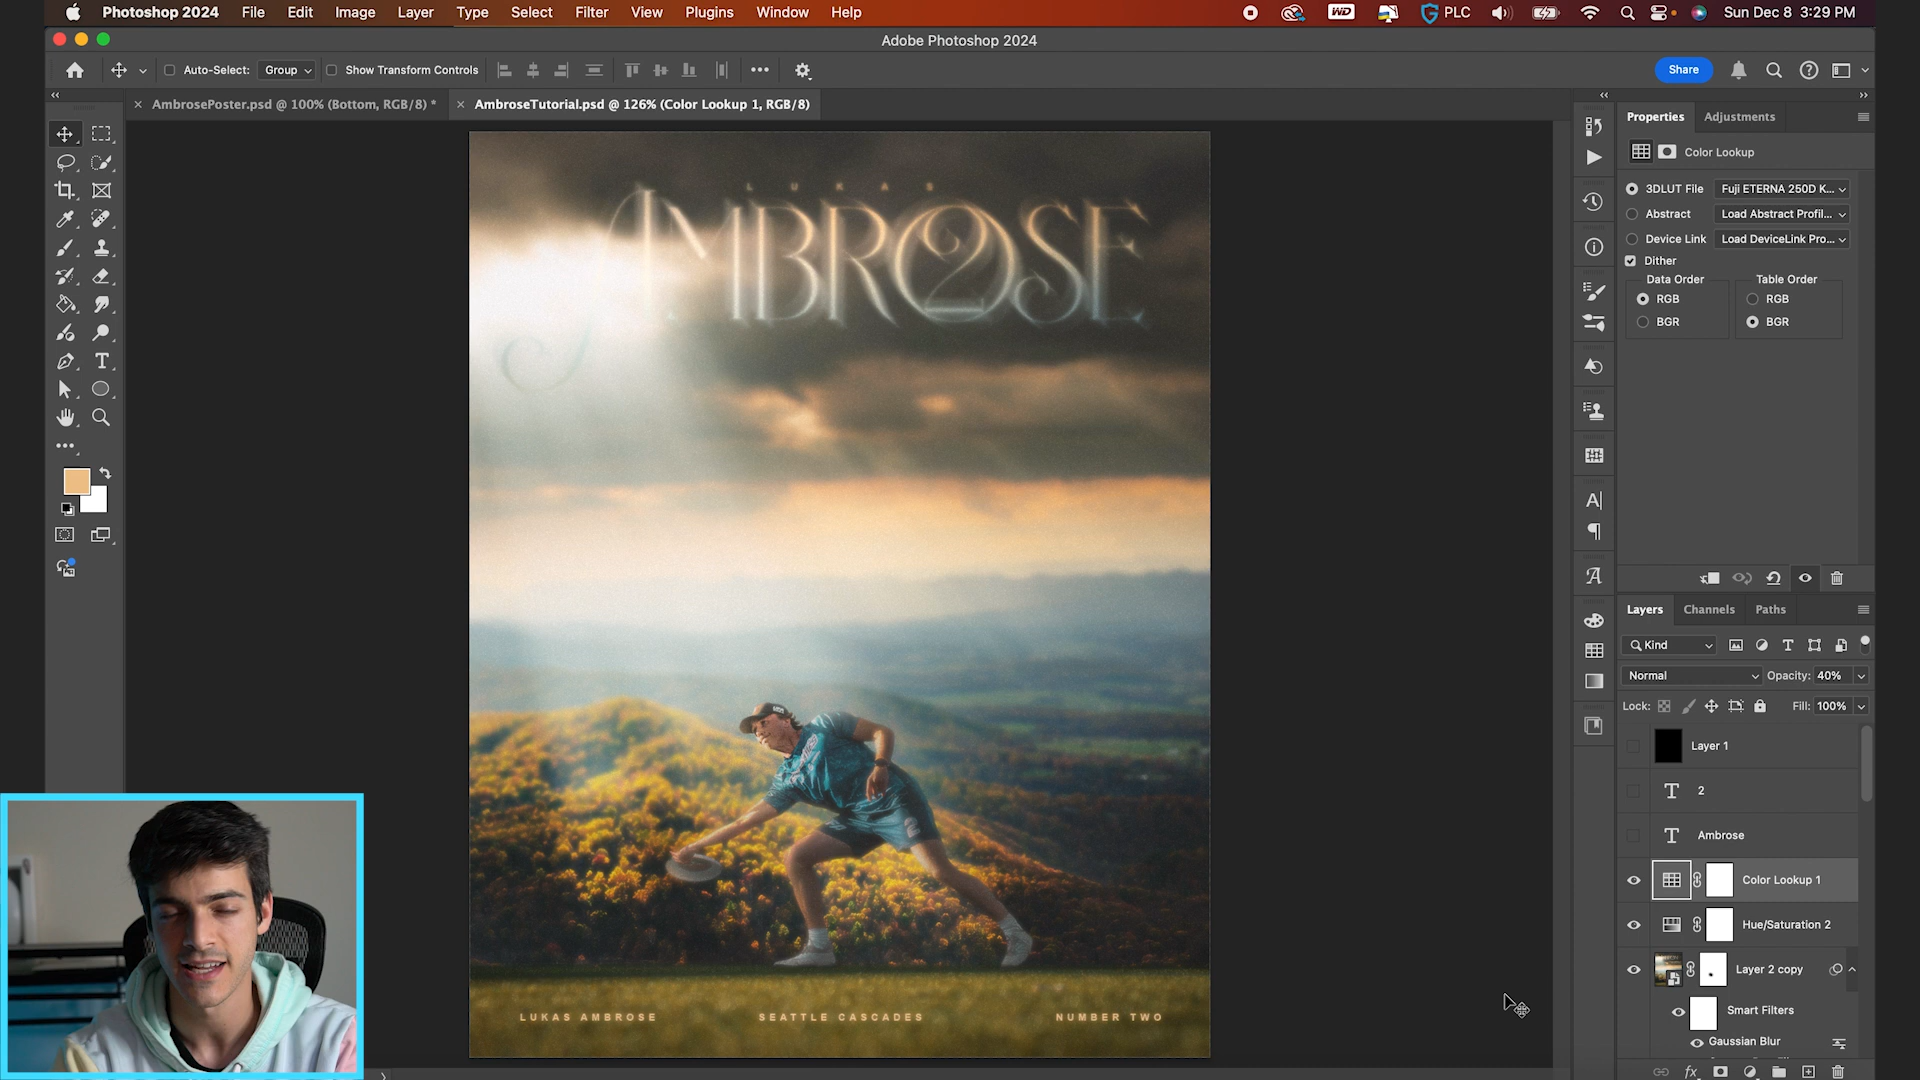 Photoshop 2024 File Edit Image Layer Type Select Filter View Plugins Window Help WD PLC Sun Dec 8 3:29 PM
Adobe Photoshop 2024
Auto-Select: Group Show Transform Controls ••• Share
AmbrosePoster.psd @ 100% (Bottom, RGB/8) * AmbroseTutorial.psd @ 126% (Color Lookup 1, RGB/8)
Properties Adjustments
Color Lookup
3DLUT File Fuji ETERNA 250D K...
Abstract Load Abstract Profil...
Device Link Load DeviceLink Pro...
Dither
Data Order Table Order
RGB RGB
BGR BGR
LUKAS
AMBROSE
2
LUKAS AMBROSE SEATTLE CASCADES NUMBER TWO
Layers Channels Paths
Kind
Normal Opacity: 40%
Lock: Fill: 100%
Layer 1
2
Ambrose
Color Lookup 1
Hue/Saturation 2
Layer 2 copy
Smart Filters
Gaussian Blur